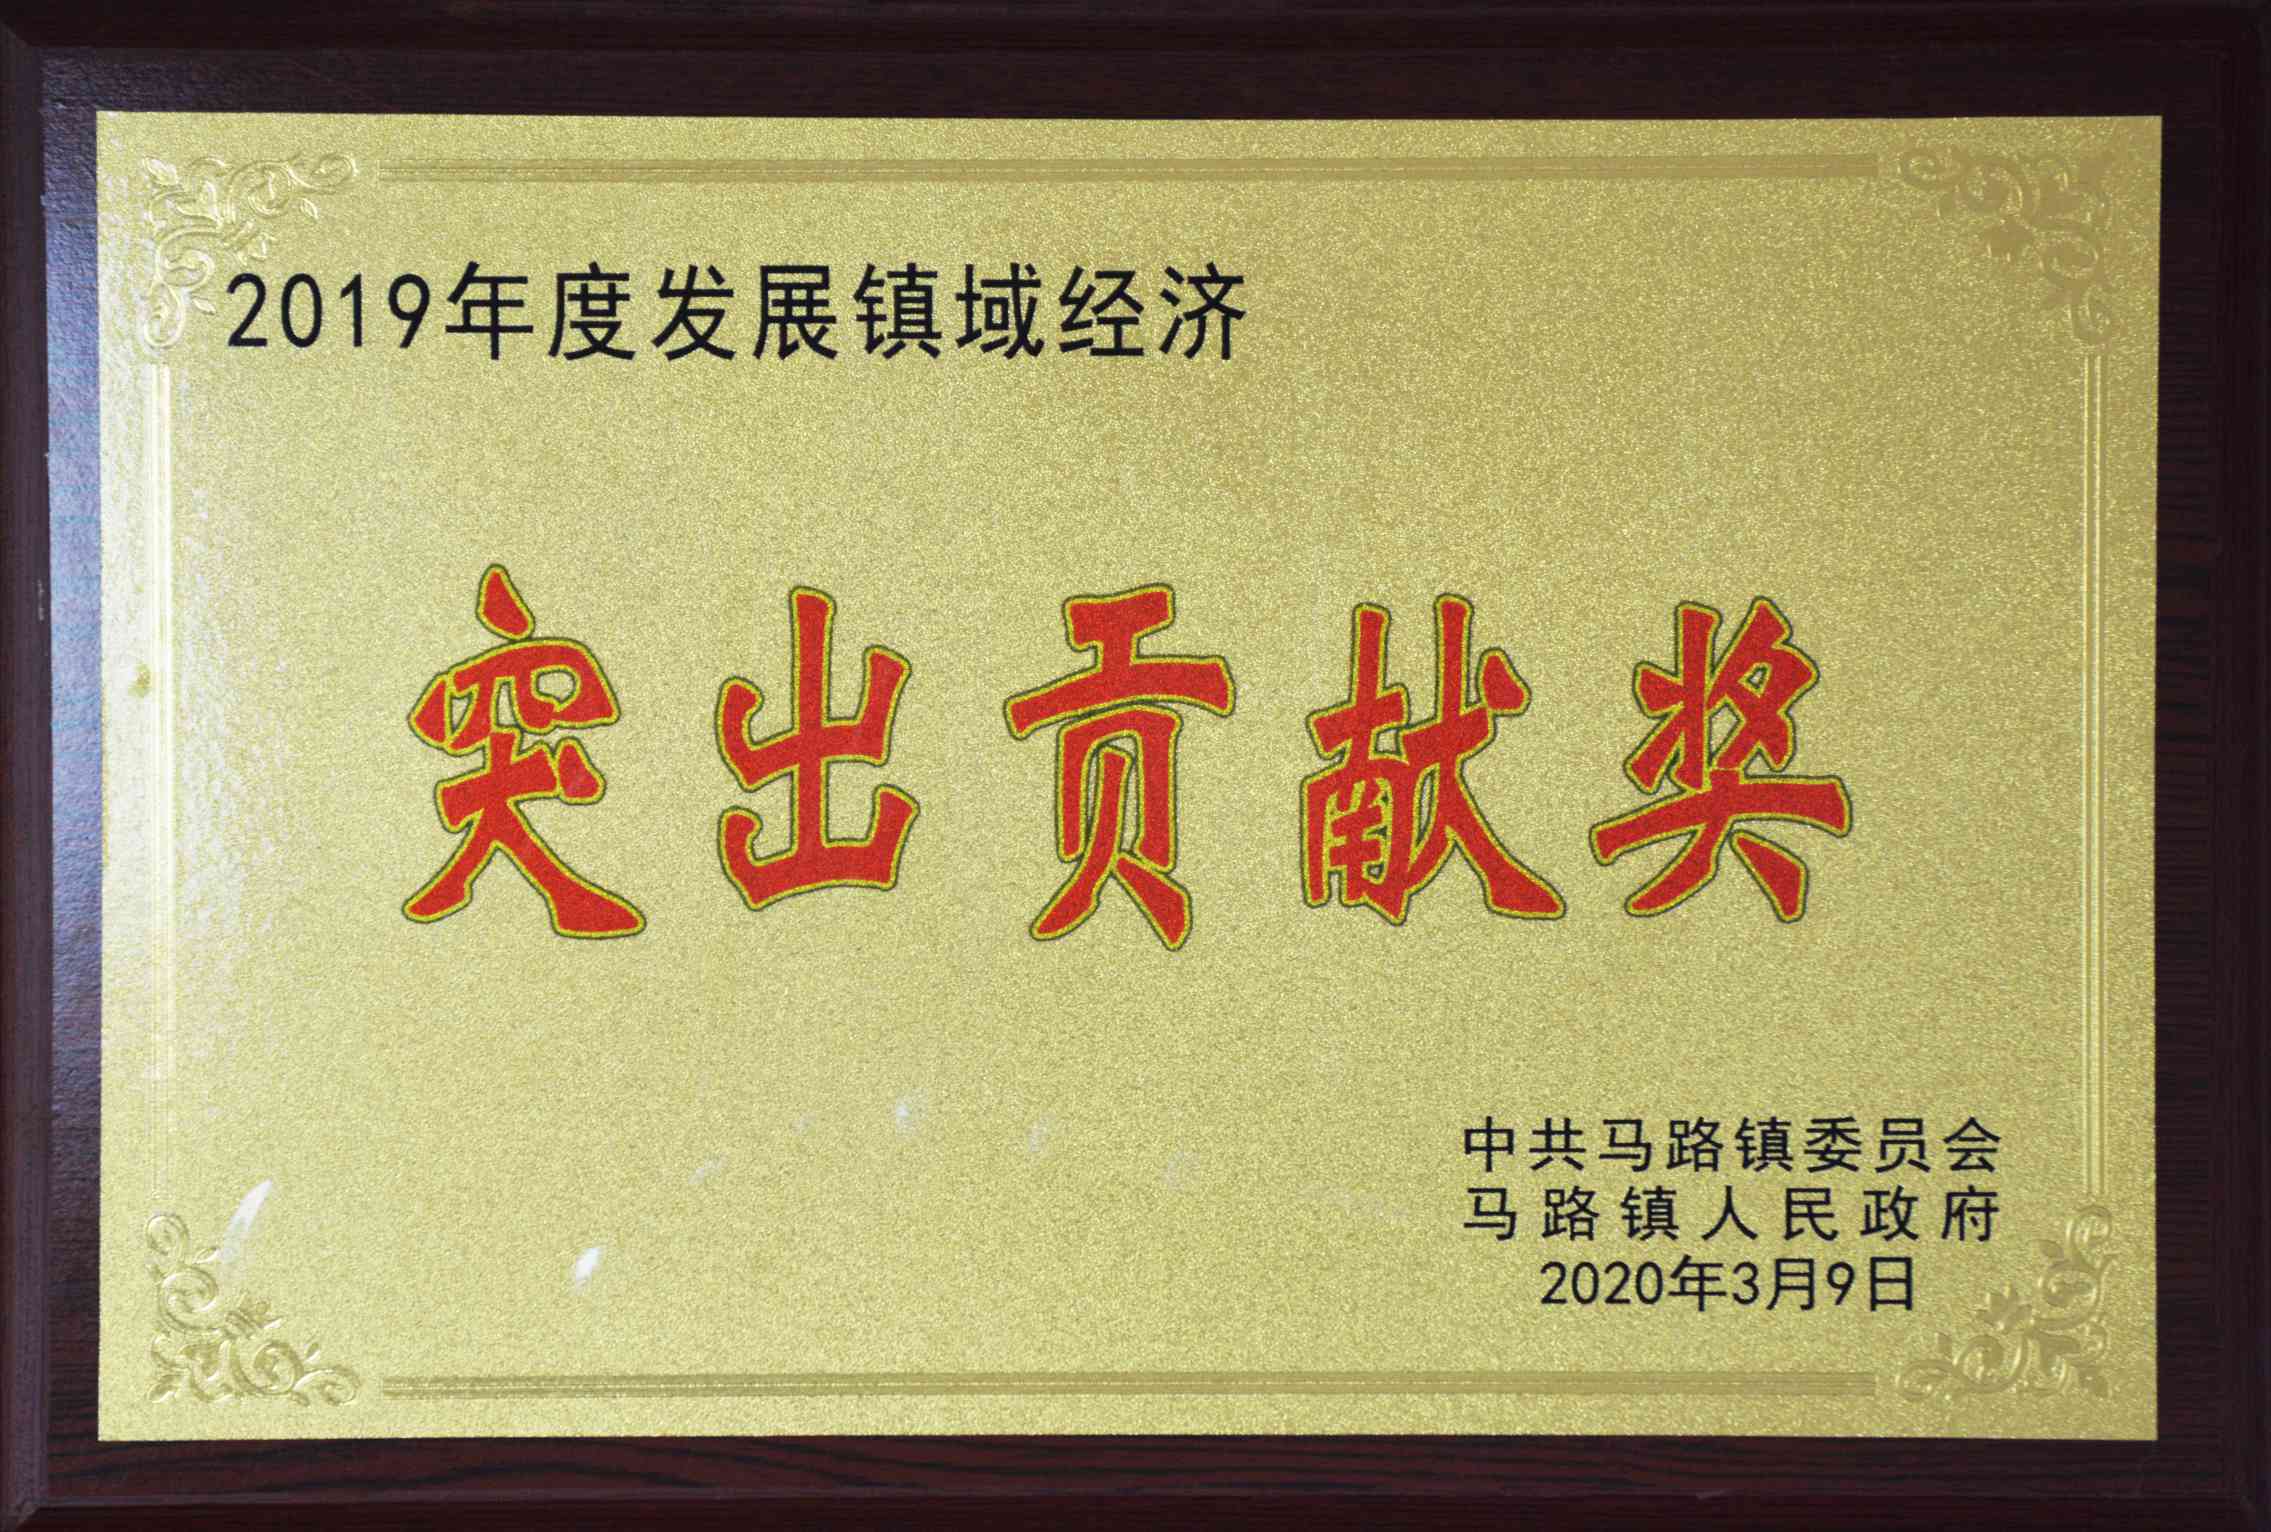 2019年度发展镇域经济
突出贡献奖
中共马路镇委员会
马路镇人民政府
2020年3月9日